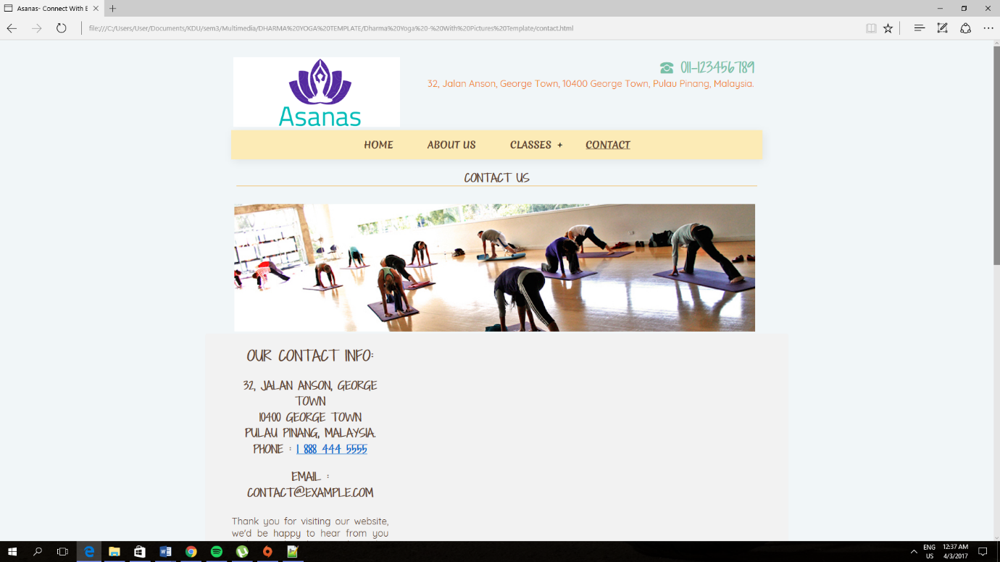 Asanas- Connect With E
file:///C:/Users/User/Documents/KDU/sem3/Multimedia/DHARMA%20YOGA%20TEMPLATE/Dharma%20Yoga%20-%20With%20Pictures%20Template/contact.html
Asanas
011-123456789
32, Jalan Anson, George Town, 10400 George Town, Pulau Pinang, Malaysia.
HOME ABOUT US CLASSES + CONTACT
CONTACT US
OUR CONTACT INFO:
32, JALAN ANSON, GEORGE
TOWN
10400 GEORGE TOWN
PULAU PINANG, MALAYSIA.
PHONE : 1 888 444 5555
EMAIL :
CONTACT@EXAMPLE.COM
Thank you for visiting our website,
we'd be happy to hear from you
ENG 12:37 AM
US 4/3/2017